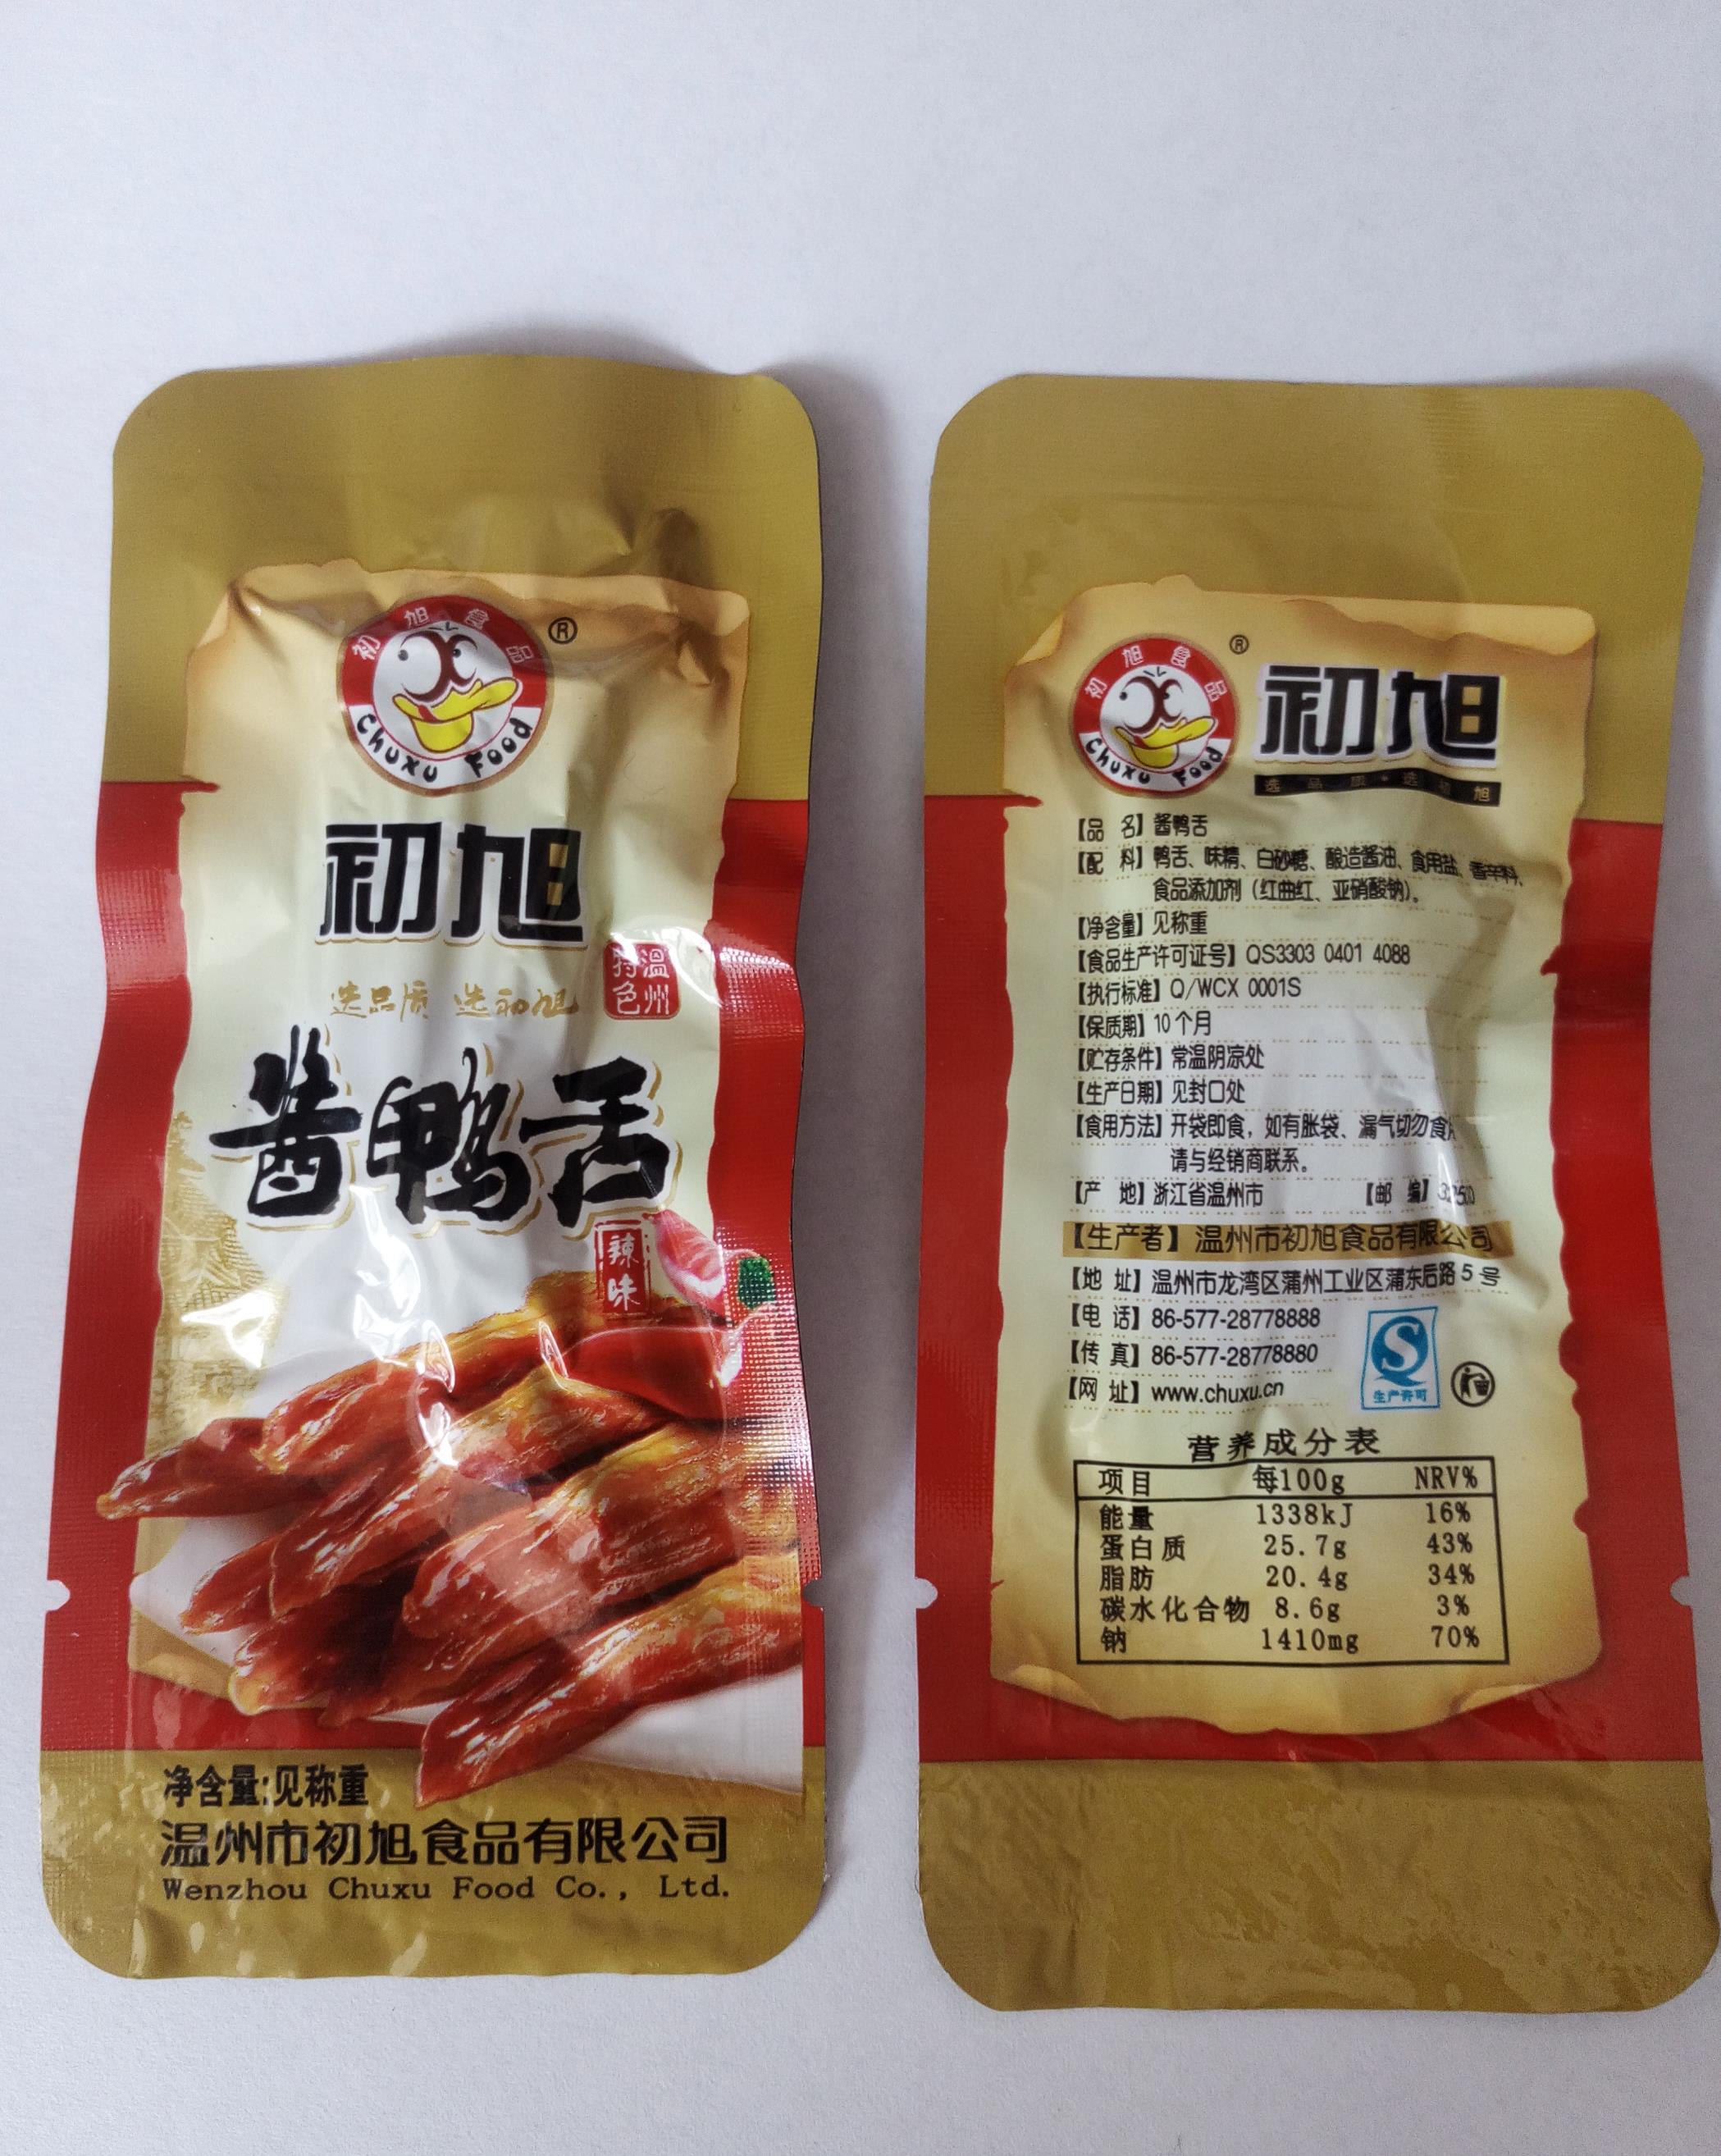 初旭食品
®
Chuxu Food
初旭
选品质 选初旭
温州
特色
酱鸭舌
辣味
净含量:见称重
温州市初旭食品有限公司
Wenzhou Chuxu Food Co., Ltd.
初旭食品
®
Chuxu Food
初旭
选品质·选初旭
【品 名】酱鸭舌
【配 料】鸭舌、味精、白砂糖、酿造酱油、食用盐、香辛料、
食品添加剂(红曲红、亚硝酸钠)。
【净含量】见称重
【食品生产许可证号】QS3303 0401 4088
【执行标准】Q/WCX 0001S
【保质期】10个月
【贮存条件】常温阴凉处
【生产日期】见封口处
【食用方法】开袋即食,如有胀袋、漏气切勿食
请与经销商联系。
【产 地】浙江省温州市 【邮 编】
【生产者】温州市初旭食品有限公司
【地 址】温州市龙湾区蒲州工业区蒲东后路5号
【电 话】86-577-28778888
【传 真】86-577-28778880
【网 址】www.chuxu.cn
S
生产许可
营养成分表
项目 每100g NRV%
能量 1338kJ 16%
蛋白质 25.7g 43%
脂肪 20.4g 34%
碳水化合物 8.6g 3%
钠 1410mg 70%